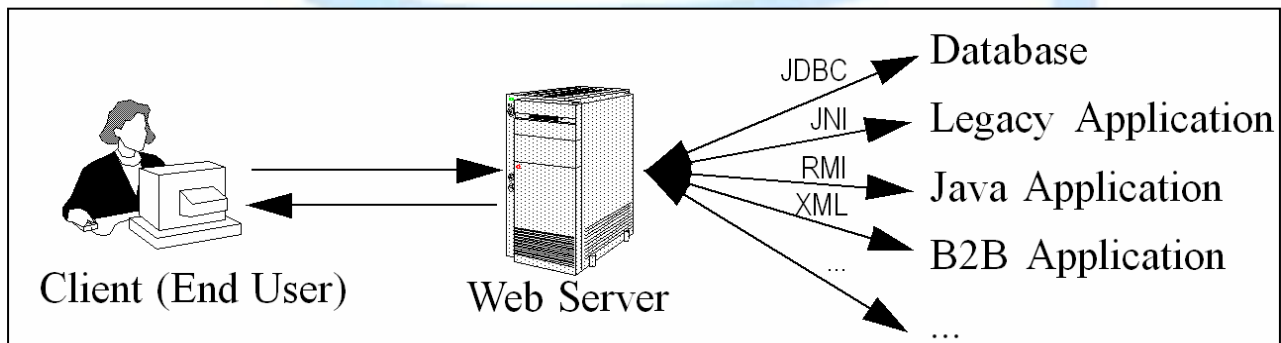 JDBC
Database
JNI
Legacy Application
RMI
Java Application
XML
B2B Application
...
...
Client (End User)
Web Server